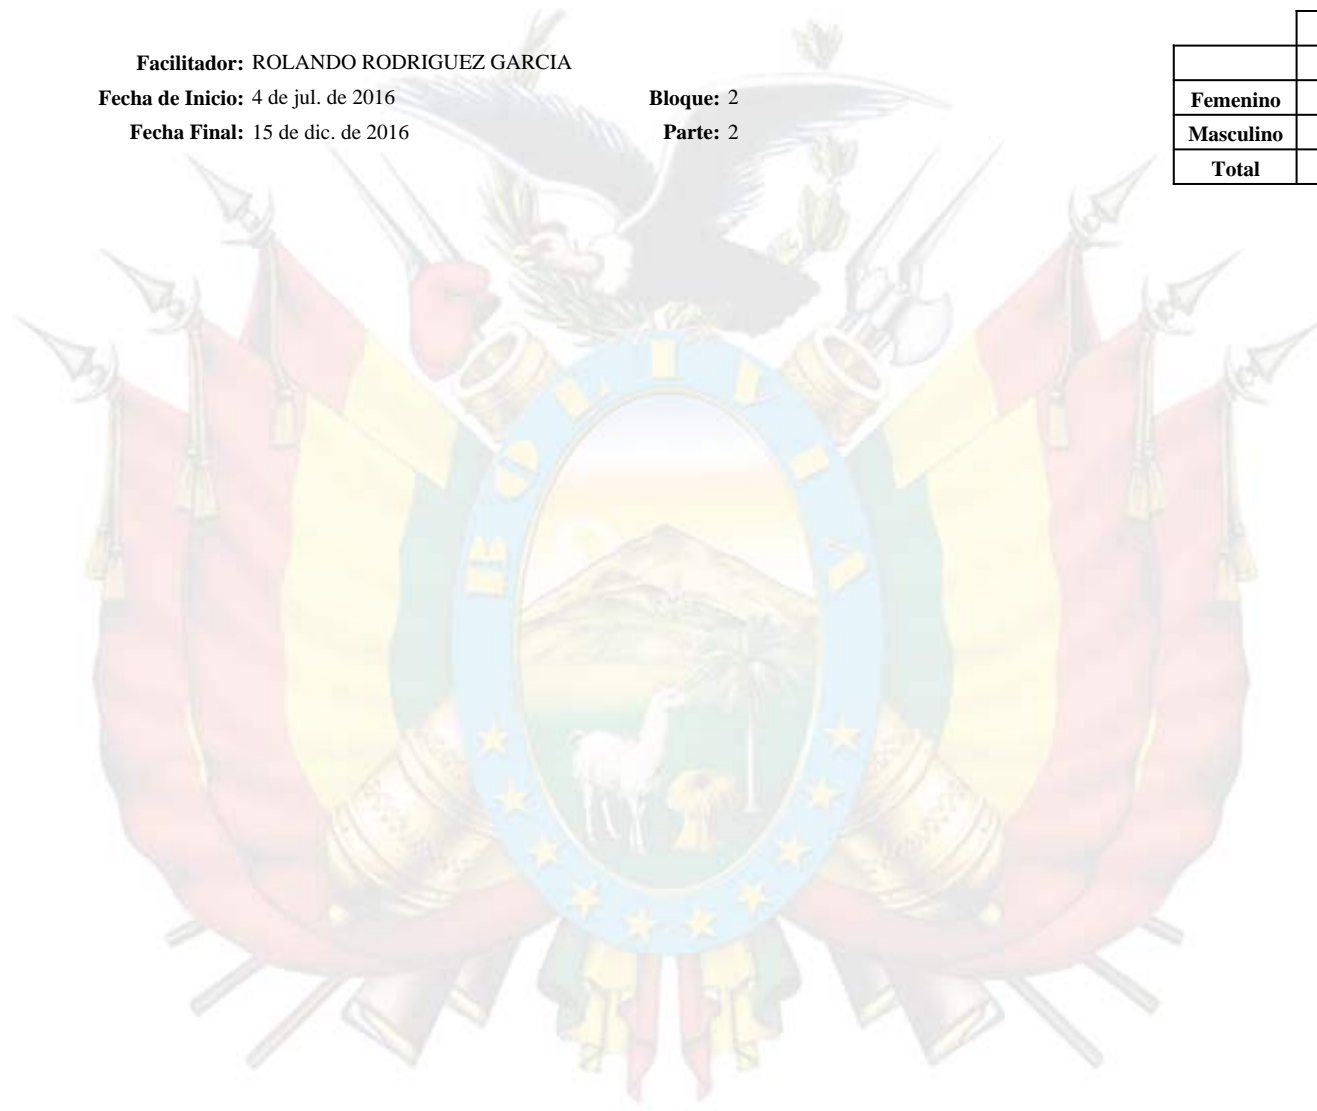 Facilitador: ROLANDO RODRIGUEZ GARCIA
Fecha de Inicio: 4 de jul. de 2016 Bloque: 2
Fecha Final: 15 de dic. de 2016 Parte: 2
Femenino
Masculino
Total
BOLIVIA